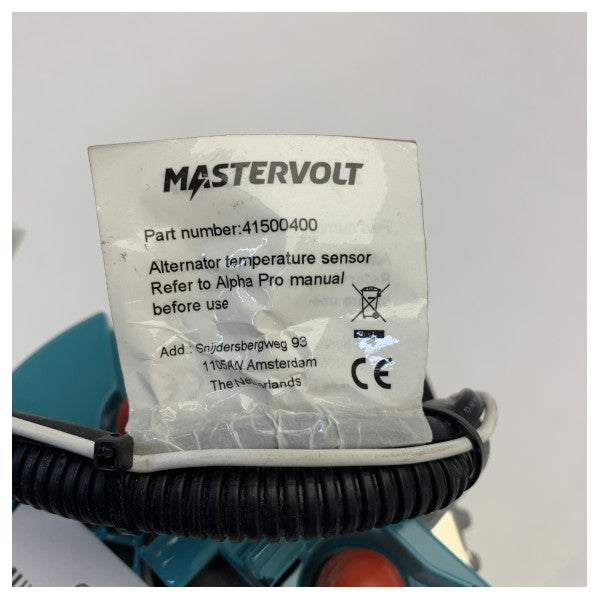 MASTERVOLT
Part number:41500400
Alternator temperature sensor
Refer to Alpha Pro manual
before use
Add.: Snijdersbergweg 93
1105AN Amsterdam
The Netherlands
CE